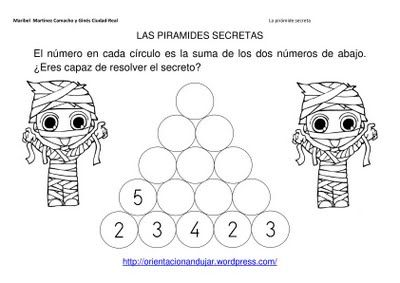 Maribel Martínez Camacho y Ginés Ciudad Real La pirámide secreta
LAS PIRAMIDES SECRETAS
El número en cada círculo es la suma de los dos números de abajo.
¿Eres capaz de resolver el secreto?
5
2 3 4 2 3
http://orientacionandujar.wordpress.com/